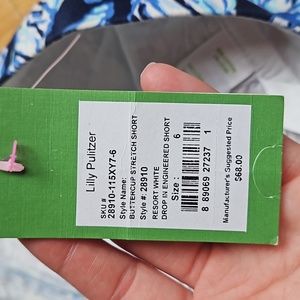 Lilly Pulitzer
SKU #
28910-115XY7-6
Style Name:
BUTTERCUP STRETCH SHORT
Style #: 28910
RESORT WHITE
DROP IN ENGINEERED SHORT
Size : 6
8 89069 27237 1
Manufacturer's Suggested Price
$68.00